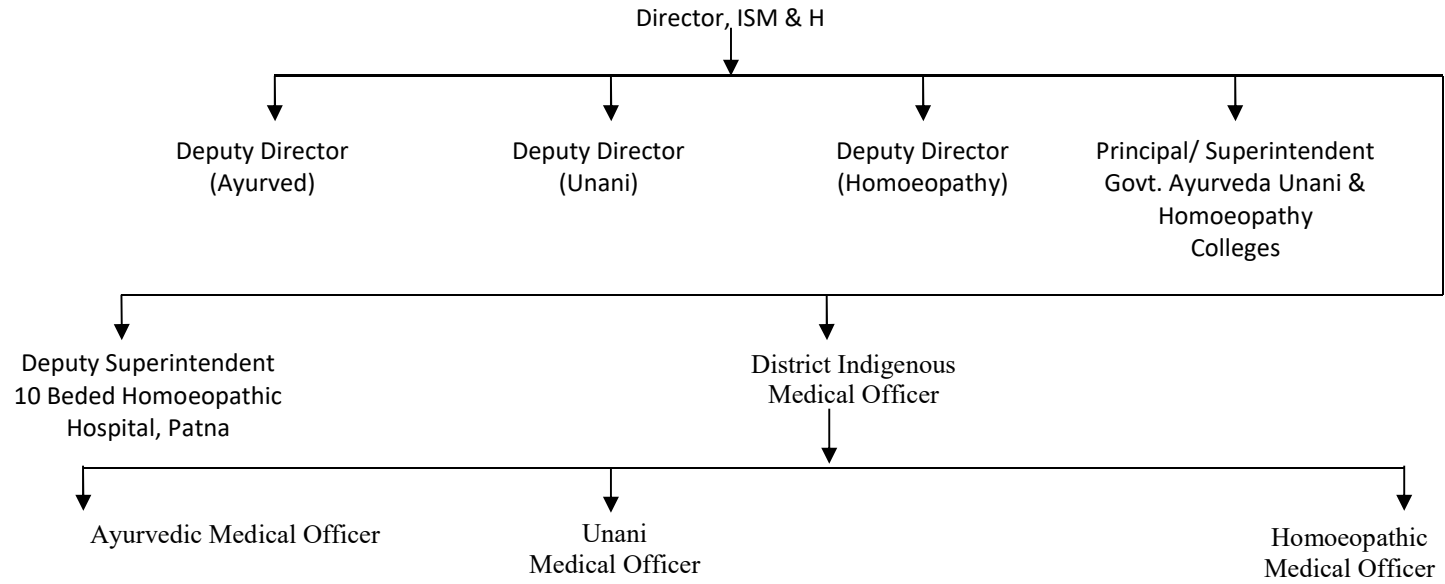 Director, ISM & H
Deputy Director
(Ayurved)
Deputy Director
(Unani)
Deputy Director
(Homoeopathy)
Principal/ Superintendent
Govt. Ayurveda Unani &
Homoeopathy
Colleges
Deputy Superintendent
10 Beded Homoeopathic
Hospital, Patna
District Indigenous
Medical Officer
Ayurvedic Medical Officer
Unani
Medical Officer
Homoeopathic
Medical Officer